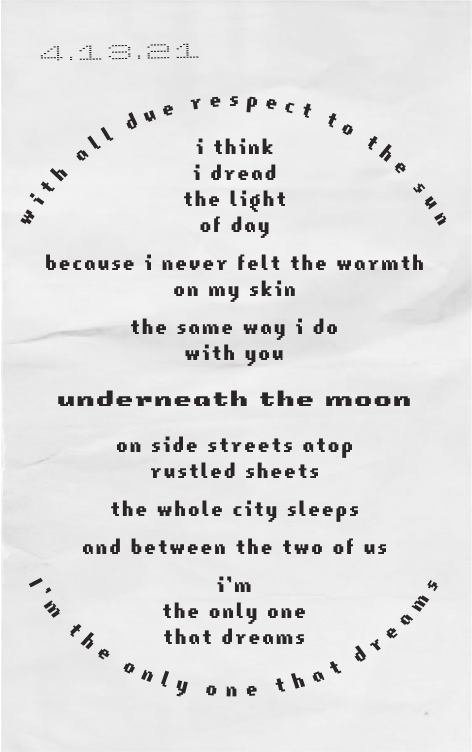 4.13.21
with all due respect to the sun
i think
i dread
the light
of day
because i never felt the warmth
on my skin
the same way i do
with you
underneath the moon
on side streets atop
rustled sheets
the whole city sleeps
and between the two of us
i'm
the only one
that dreams
I'm the only one that dreams